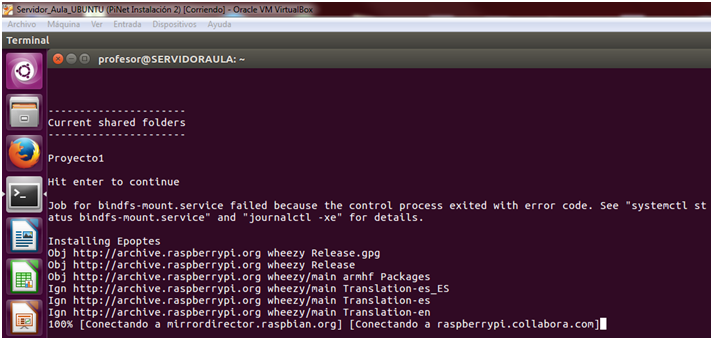 Servidor_Aula_UBUNTU (PiNet Instalación 2) [Corriendo] - Oracle VM VirtualBox
Archivo Máquina Ver Entrada Dispositivos Ayuda
Terminal
profesor@SERVIDORAULA: ~
----------------------
Current shared folders
----------------------
Proyecto1
Hit enter to continue
Job for bindfs-mount.service failed because the control process exited with error code. See "systemctl st
atus bindfs-mount.service" and "journalctl -xe" for details.
Installing Epoptes
Obj http://archive.raspberrypi.org wheezy Release.gpg
Obj http://archive.raspberrypi.org wheezy Release
Obj http://archive.raspberrypi.org wheezy/main armhf Packages
Ign http://archive.raspberrypi.org wheezy/main Translation-es_ES
Ign http://archive.raspberrypi.org wheezy/main Translation-es
Ign http://archive.raspberrypi.org wheezy/main Translation-en
100% [Conectando a mirrordirector.raspbian.org] [Conectando a raspberrypi.collabora.com]